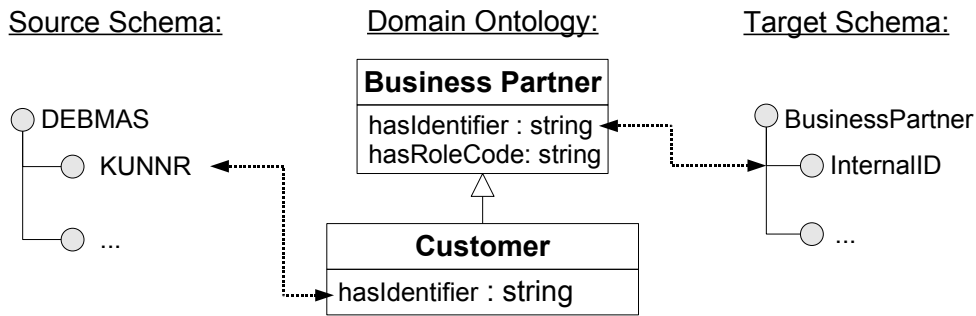 Source Schema:
Domain Ontology:
Target Schema:
DEBMAS
KUNNR
...
Business Partner
hasIdentifier : string
hasRoleCode: string
Customer
hasIdentifier : string
BusinessPartner
InternalID
...